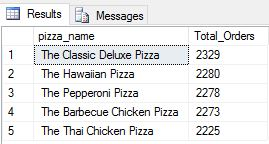 Results Messages
pizza_name Total_Orders
1 The Classic Deluxe Pizza 2329
2 The Hawaiian Pizza 2280
3 The Pepperoni Pizza 2278
4 The Barbecue Chicken Pizza 2273
5 The Thai Chicken Pizza 2225